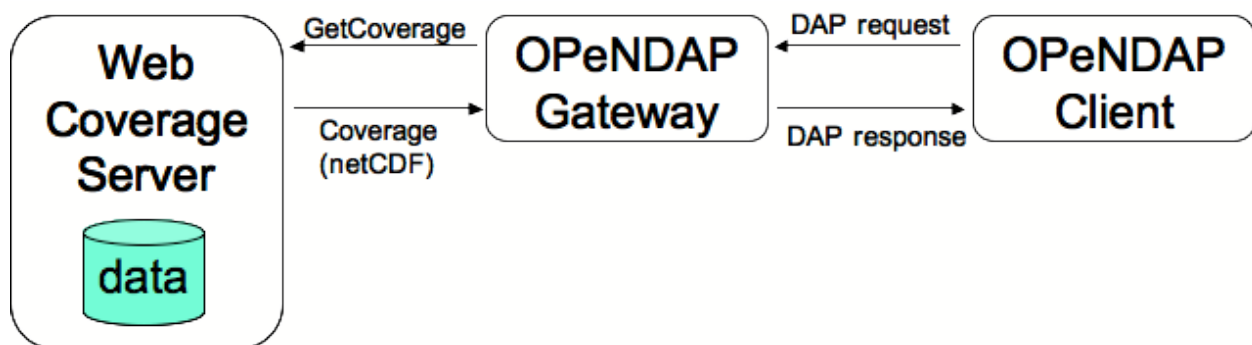 Web
Coverage
Server
data
GetCoverage
Coverage
(netCDF)
OPeNDAP
Gateway
DAP request
DAP response
OPeNDAP
Client